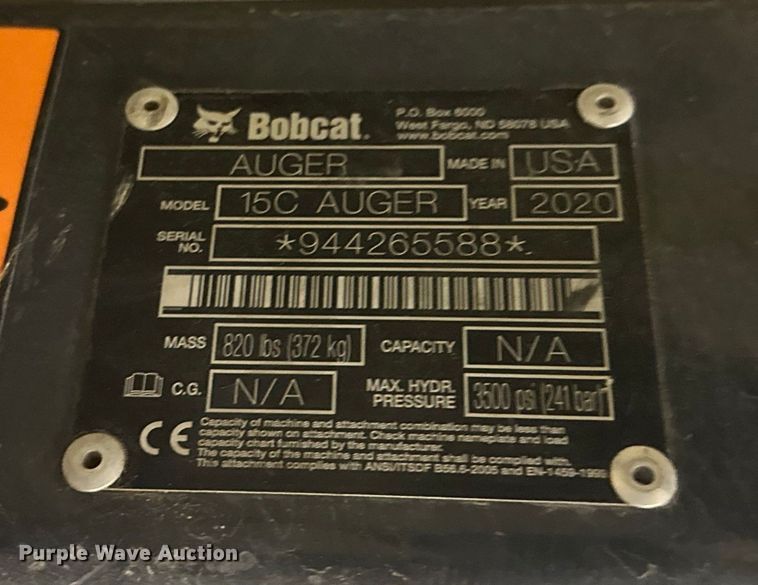 Bobcat.
P.O. Box 6000
West Fargo, ND 58078 USA
www.bobcat.com
AUGER MADE IN USA
MODEL 15C AUGER YEAR 2020
SERIAL NO. *944265588*
MASS 820 lbs (372 kg) CAPACITY N/A
C.G. N/A MAX. HYDR. PRESSURE 3500 psi (241 bar)
CE
Capacity of machine and attachment combination may be less than
capacity shown on attachment. Check machine nameplate and load
capacity chart furnished by the manufacturer.
The capacity of the machine and attachment shall be complied with.
This attachment complies with ANSI/ITSDF B56.6-2005 and EN-1459-1999
Purple Wave Auction